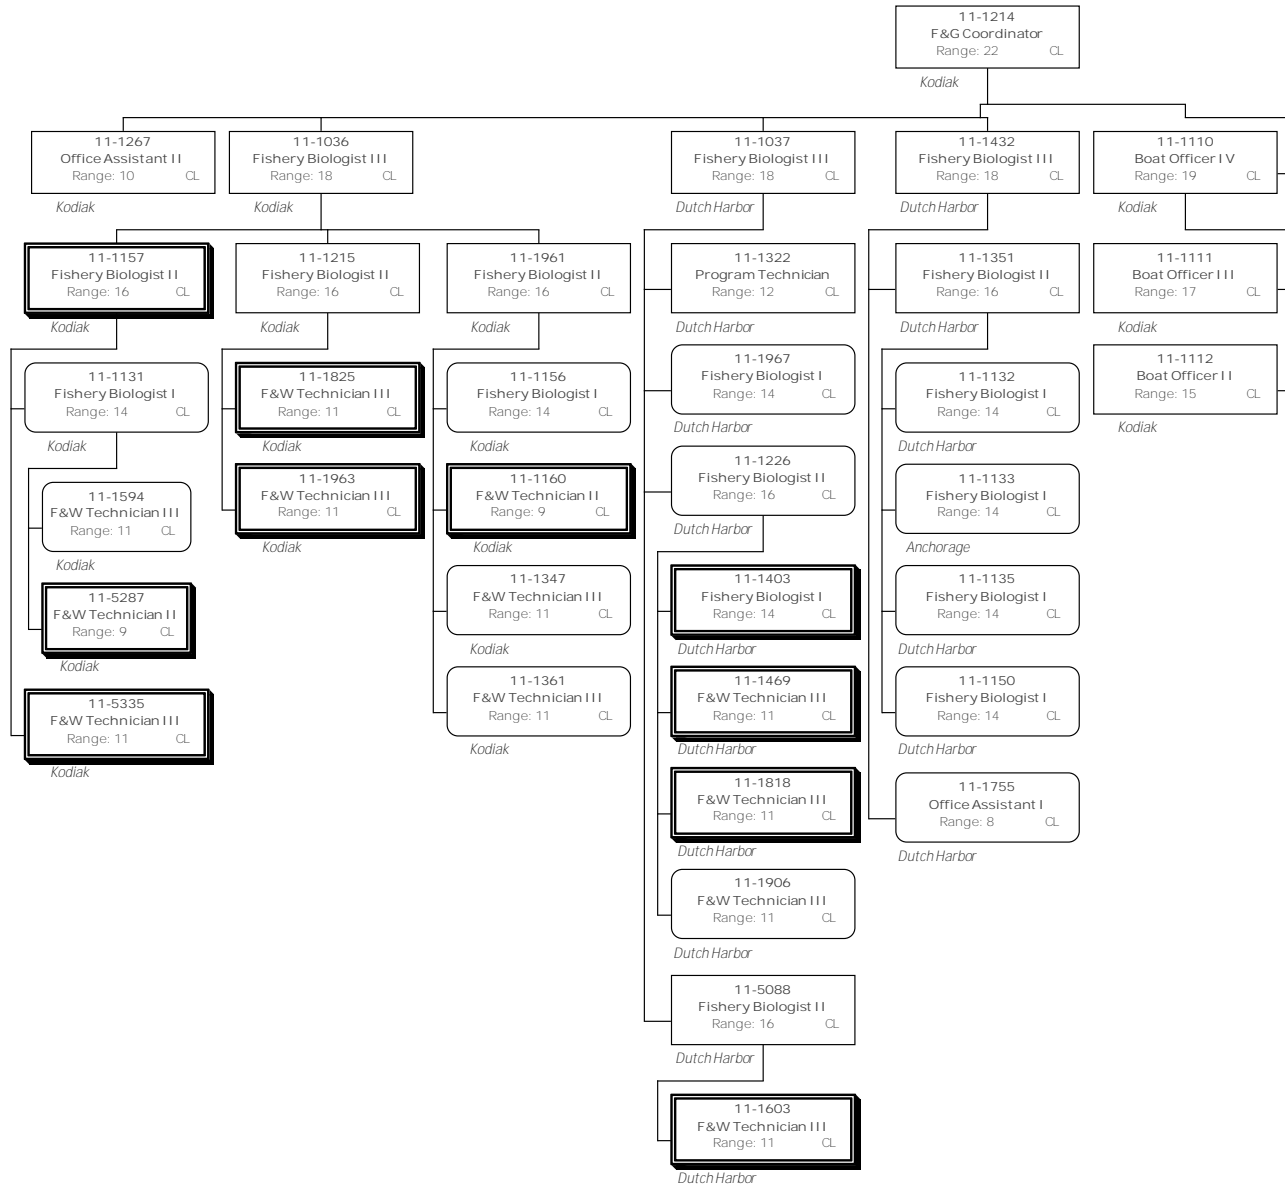 11-1214
F&G Coordinator
Range: 22 CL
Kodiak
11-1267
Office Assistant II
Range: 10 CL
Kodiak
11-1036
Fishery Biologist III
Range: 18 CL
Kodiak
11-1037
Fishery Biologist III
Range: 18 CL
Dutch Harbor
11-1432
Fishery Biologist III
Range: 18 CL
Dutch Harbor
11-1110
Boat Officer IV
Range: 19 CL
Kodiak
11-1157
Fishery Biologist II
Range: 16 CL
Kodiak
11-1131
Fishery Biologist I
Range: 14 CL
Kodiak
11-1594
F&W Technician III
Range: 11 CL
Kodiak
11-5287
F&W Technician II
Range: 9 CL
Kodiak
11-5335
F&W Technician III
Range: 11 CL
Kodiak
11-1215
Fishery Biologist II
Range: 16 CL
Kodiak
11-1825
F&W Technician III
Range: 11 CL
Kodiak
11-1963
F&W Technician III
Range: 11 CL
Kodiak
11-1961
Fishery Biologist II
Range: 16 CL
Kodiak
11-1156
Fishery Biologist I
Range: 14 CL
Kodiak
11-1160
F&W Technician II
Range: 9 CL
Kodiak
11-1347
F&W Technician III
Range: 11 CL
Kodiak
11-1361
F&W Technician III
Range: 11 CL
Kodiak
11-1322
Program Technician
Range: 12 CL
Dutch Harbor
11-1967
Fishery Biologist I
Range: 14 CL
Dutch Harbor
11-1226
Fishery Biologist II
Range: 16 CL
Dutch Harbor
11-1403
Fishery Biologist I
Range: 14 CL
Dutch Harbor
11-1469
F&W Technician III
Range: 11 CL
Dutch Harbor
11-1818
F&W Technician III
Range: 11 CL
Dutch Harbor
11-1906
F&W Technician III
Range: 11 CL
Dutch Harbor
11-5088
Fishery Biologist II
Range: 16 CL
Dutch Harbor
11-1603
F&W Technician III
Range: 11 CL
Dutch Harbor
11-1351
Fishery Biologist II
Range: 16 CL
Dutch Harbor
11-1132
Fishery Biologist I
Range: 14 CL
Dutch Harbor
11-1133
Fishery Biologist I
Range: 14 CL
Anchorage
11-1135
Fishery Biologist I
Range: 14 CL
Dutch Harbor
11-1150
Fishery Biologist I
Range: 14 CL
Dutch Harbor
11-1755
Office Assistant I
Range: 8 CL
Dutch Harbor
11-1111
Boat Officer III
Range: 17 CL
Kodiak
11-1112
Boat Officer II
Range: 15 CL
Kodiak